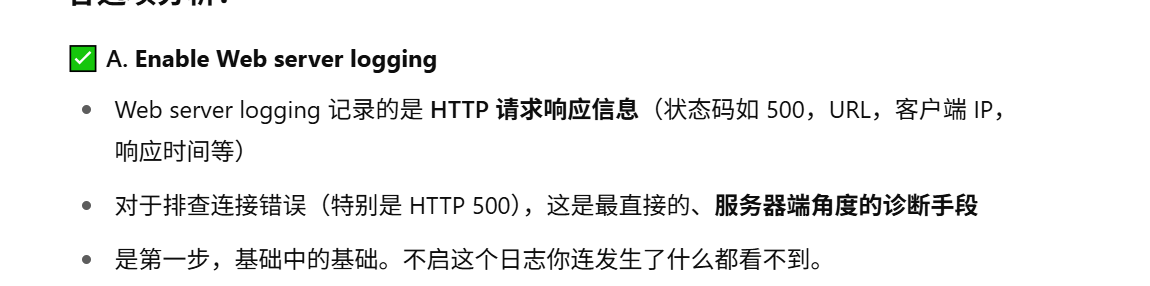 A. Enable Web server logging
Web server logging 记录的是 HTTP 请求响应信息（状态码如 500，URL，客户端 IP，
响应时间等）
对于排查连接错误（特别是 HTTP 500），这是最直接的、服务器端角度的诊断手段
是第一步，基础中的基础。不启这个日志你连发生了什么都看不到。